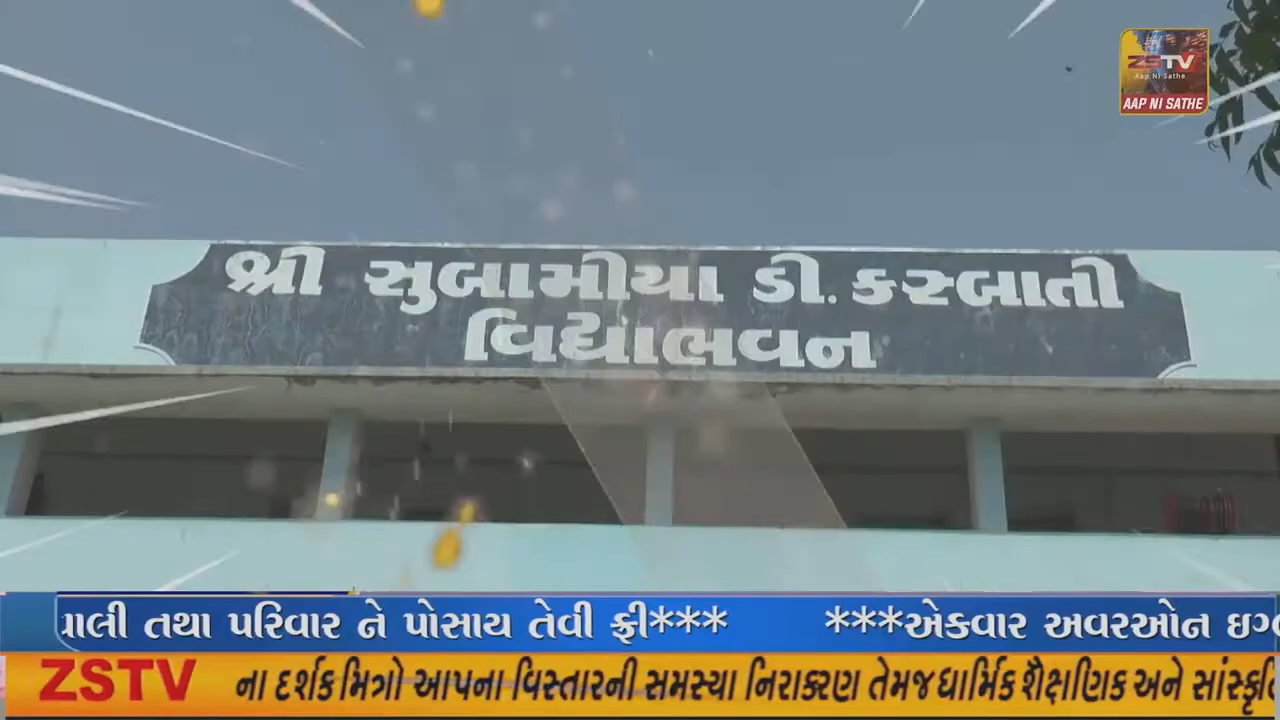 ZSTV
Aap Ni Sathe
AAP NI SATHE
શ્રી સુબામીયા ડી. કરબાતી
વિદ્યાભવન
તથા પરિવાર ને પોસાય તેવી ફ્રી*** ***એકવાર અવરઓન
ZSTV ના દર્શક મિત્રો આપના વિસ્તારની સમસ્યા નિરાકરણ તેમજ ધાર્મિક શૈક્ષણિક અને